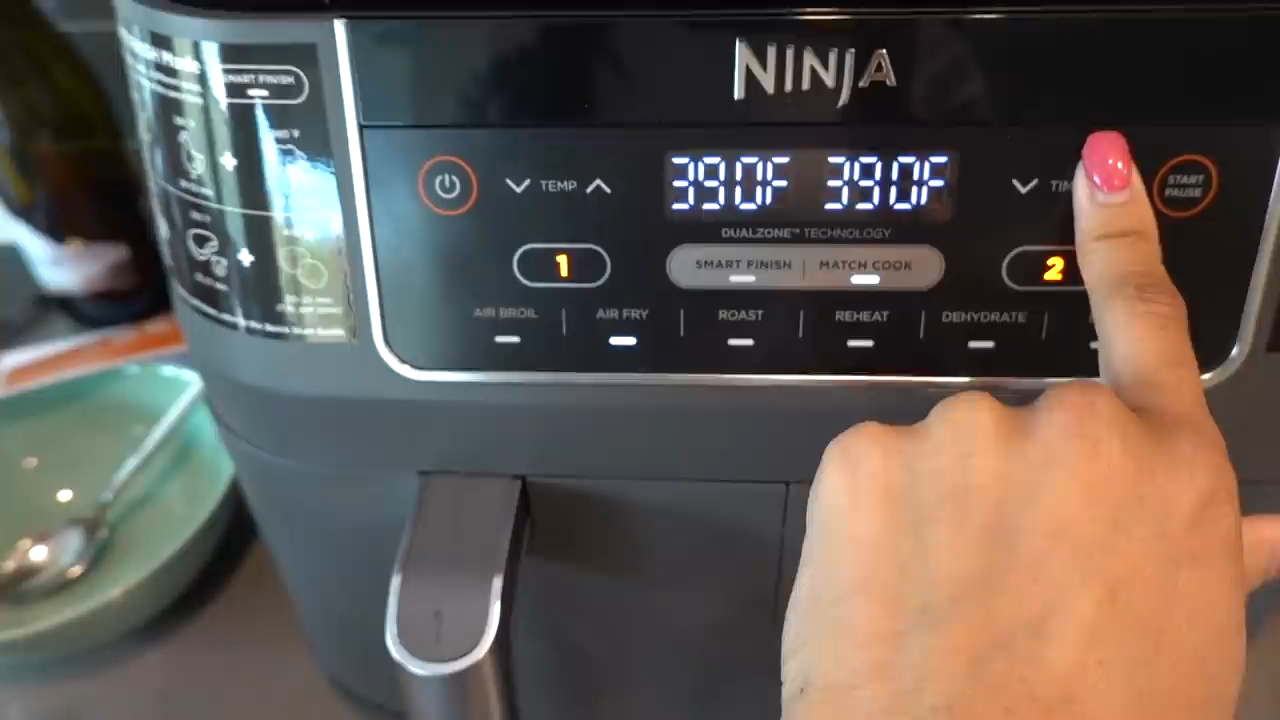 NINJA
SMART FINISH
TEMP
390F 390F
START
PAUSE
DUALZONE™ TECHNOLOGY
1
SMART FINISH
MATCH COOK
2
AIR BROIL
AIR FRY
ROAST
REHEAT
DEHYDRATE